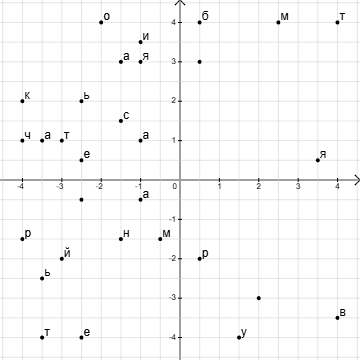 о 4 б м т
и
а я 3
к ь 2
с
ч а т а 1
е я
-4 -3 -2 -1 0 1 2 3 4
а
-1
р н м
й -2 р
ь
-3
в
т е -4 у